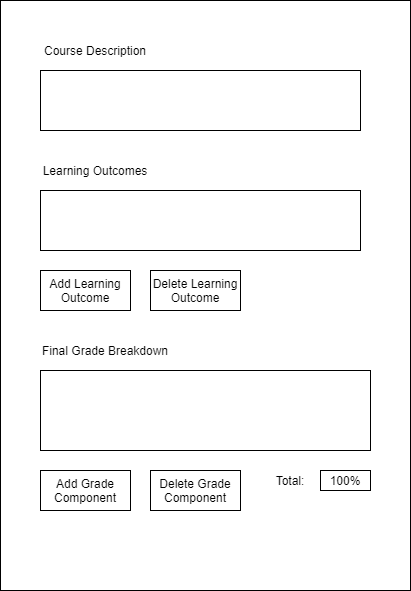 Course Description
Learning Outcomes
Add Learning
Outcome
Delete Learning
Outcome
Final Grade Breakdown
Add Grade
Component
Delete Grade
Component
Total:
100%